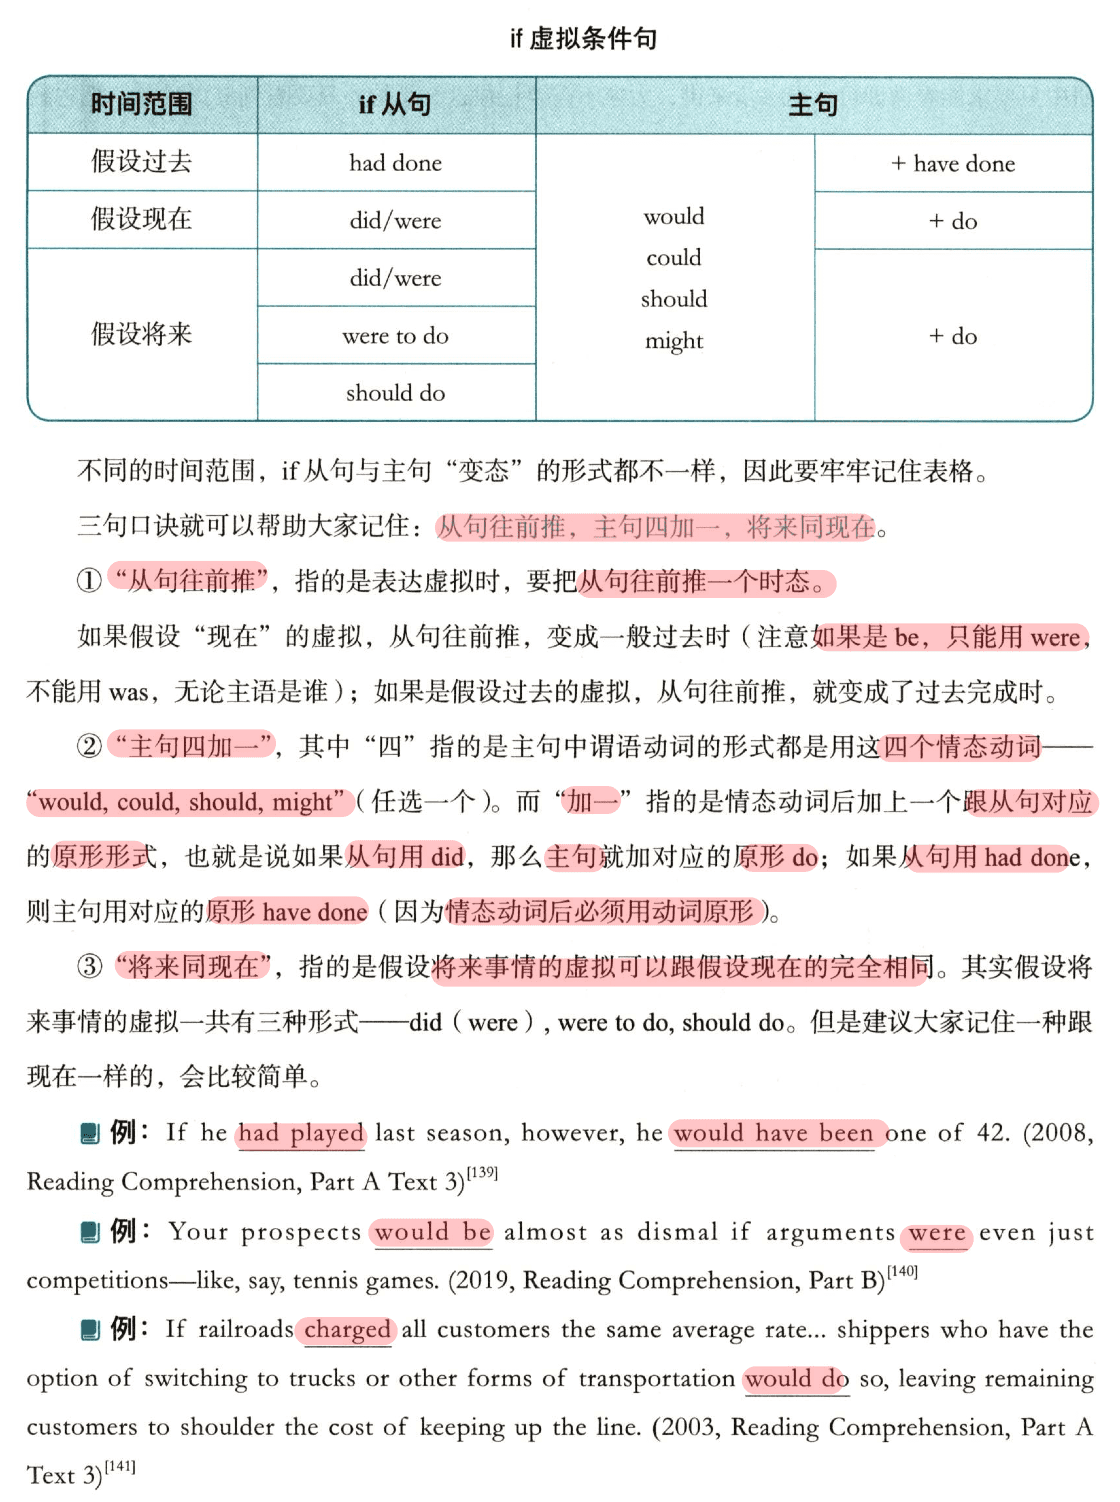 if 虚拟条件句
时间范围 if 从句 主句
假设过去 had done + have done
假设现在 did/were would + do
did/were could
should
假设将来 were to do might + do
should do
不同的时间范围，if 从句与主句“变态”的形式都不一样，因此要牢牢记住表格。
三句口诀就可以帮助大家记住：从句往前推，主句四加一，将来同现在。
①“从句往前推”，指的是表达虚拟时，要把从句往前推一个时态。
如果假设“现在”的虚拟，从句往前推，变成一般过去时（注意如果是 be，只能用 were，
不能用 was，无论主语是谁）；如果是假设过去的虚拟，从句往前推，就变成了过去完成时。
②“主句四加一”，其中“四”指的是主句中谓语动词的形式都是用这四个情态动词——
“would, could, should, might”（任选一个）。而“加一”指的是情态动词后加上一个跟从句对应
的原形形式，也就是说如果从句用 did，那么主句就加对应的原形 do；如果从句用 had done，
则主句用对应的原形 have done（因为情态动词后必须用动词原形）。
③“将来同现在”，指的是假设将来事情的虚拟可以跟假设现在的完全相同。其实假设将
来事情的虚拟一共有三种形式——did（were）, were to do, should do。但是建议大家记住一种跟
现在一样的，会比较简单。
例：If he had played last season, however, he would have been one of 42. (2008,
Reading Comprehension, Part A Text 3)[139]
例：Your prospects would be almost as dismal if arguments were even just
competitions—like, say, tennis games. (2019, Reading Comprehension, Part B)[140]
例：If railroads charged all customers the same average rate... shippers who have the
option of switching to trucks or other forms of transportation would do so, leaving remaining
customers to shoulder the cost of keeping up the line. (2003, Reading Comprehension, Part A
Text 3)[141]